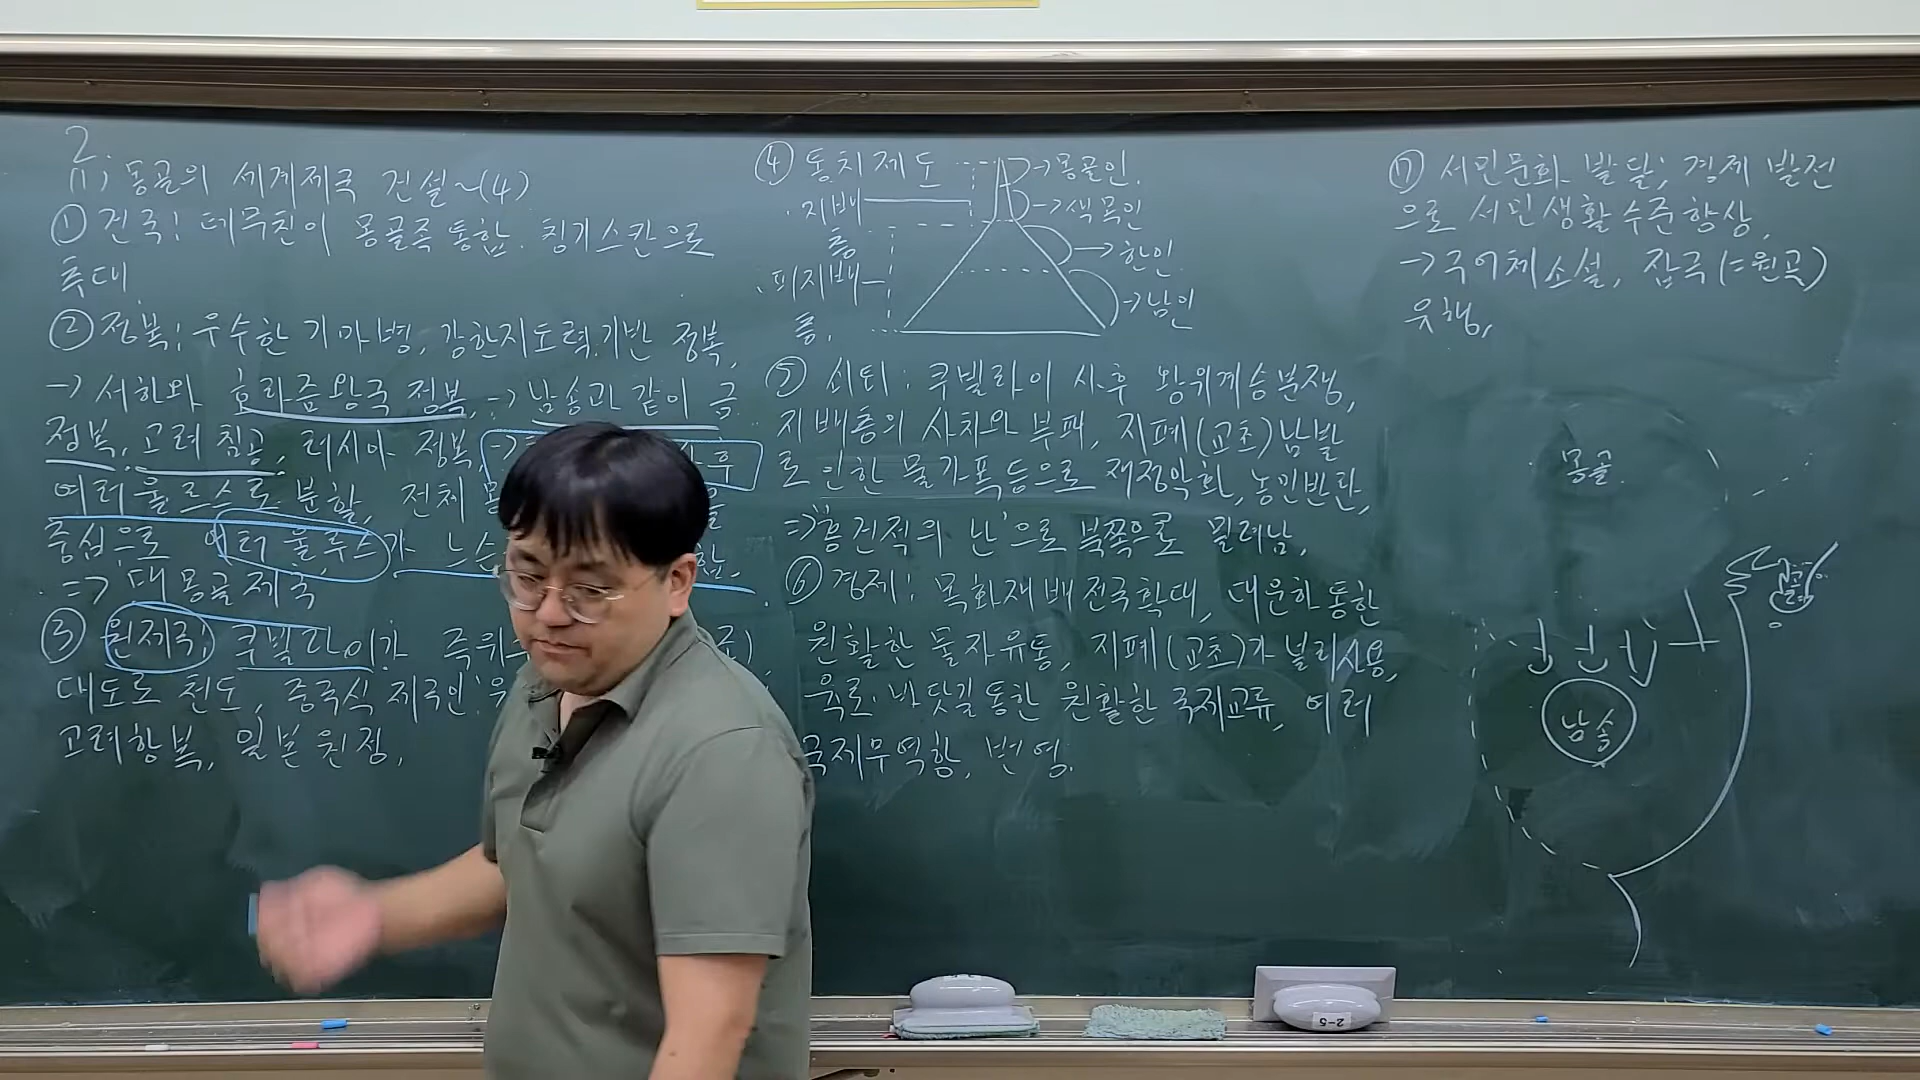 2.
(1) 몽골의 세계제국 건설~(4)
① 건국: 테무친이 몽골족 통합. 칭기스칸으로
추대.
② 정복: 우수한 기마병, 강한지도력.기반 정복,
→ 서하와 호라즘왕국 정복, → 남송과 같이 금
정복, 고려 침공, 러시아 정복, → 사후
여러 울루스로 분할, 전체
중심으로 여러 울루스가 느슨
=> 대몽골제국
③ 원제국: 쿠빌라이가 즉위
대도로 천도, 중국식 제국인 '원
고려항복, 일본 원정,
④ 통치제도
지배
층
피지배
층.
→몽골인.
→색목인
→한인.
→남인
⑤ 쇠퇴: 쿠빌라이 사후 왕위계승분쟁,
지배층의 사치와 부패, 지폐(교초)남발
로 인한 물가폭등으로 재정악화, 농민반란,
=>'홍건적의 난'으로 북쪽으로 밀려남,
⑥ 경제: 목화재배전국확대, 대운하통한
원활한 물자유통, 지폐(교초)가 널리사용,
육로·바닷길통한 원활한 국제교류, 여러
국제무역항, 번영.
⑦ 서민문화 발달: 경제 발전
으로 서민생활수준향상,
→구어체소설, 잡극(=원곡)
유행,
몽골
남송
2-5